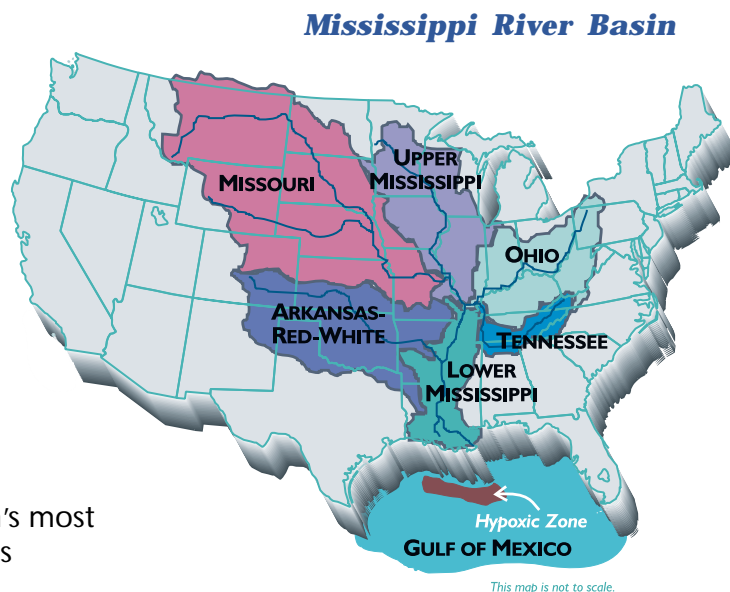 Mississippi River Basin
UPPER
MISSISSIPPI
MISSOURI
OHIO
ARKANSAS-
RED-WHITE
TENNESSEE
LOWER
MISSISSIPPI
's most
s
Hypoxic Zone
GULF OF MEXICO
This map is not to scale.